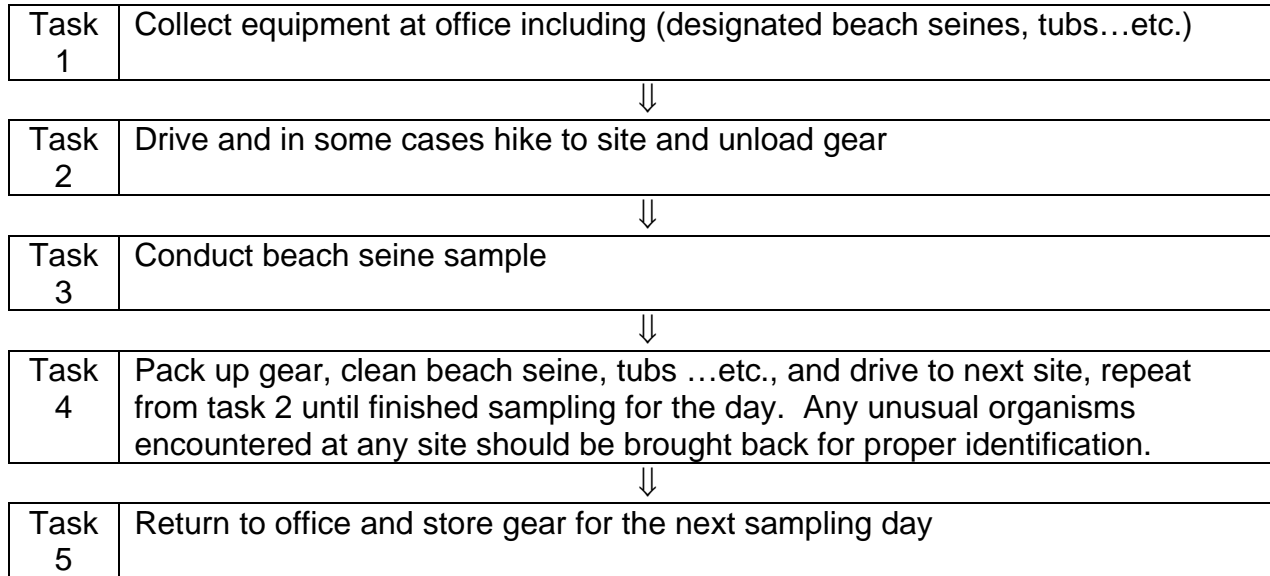 Task Collect equipment at office including (designated beach seines, tubs…etc.)
1
⇓
Task Drive and in some cases hike to site and unload gear
2
⇓
Task Conduct beach seine sample
3
⇓
Task Pack up gear, clean beach seine, tubs …etc., and drive to next site, repeat
4 from task 2 until finished sampling for the day.  Any unusual organisms
encountered at any site should be brought back for proper identification.
⇓
Task Return to office and store gear for the next sampling day
5